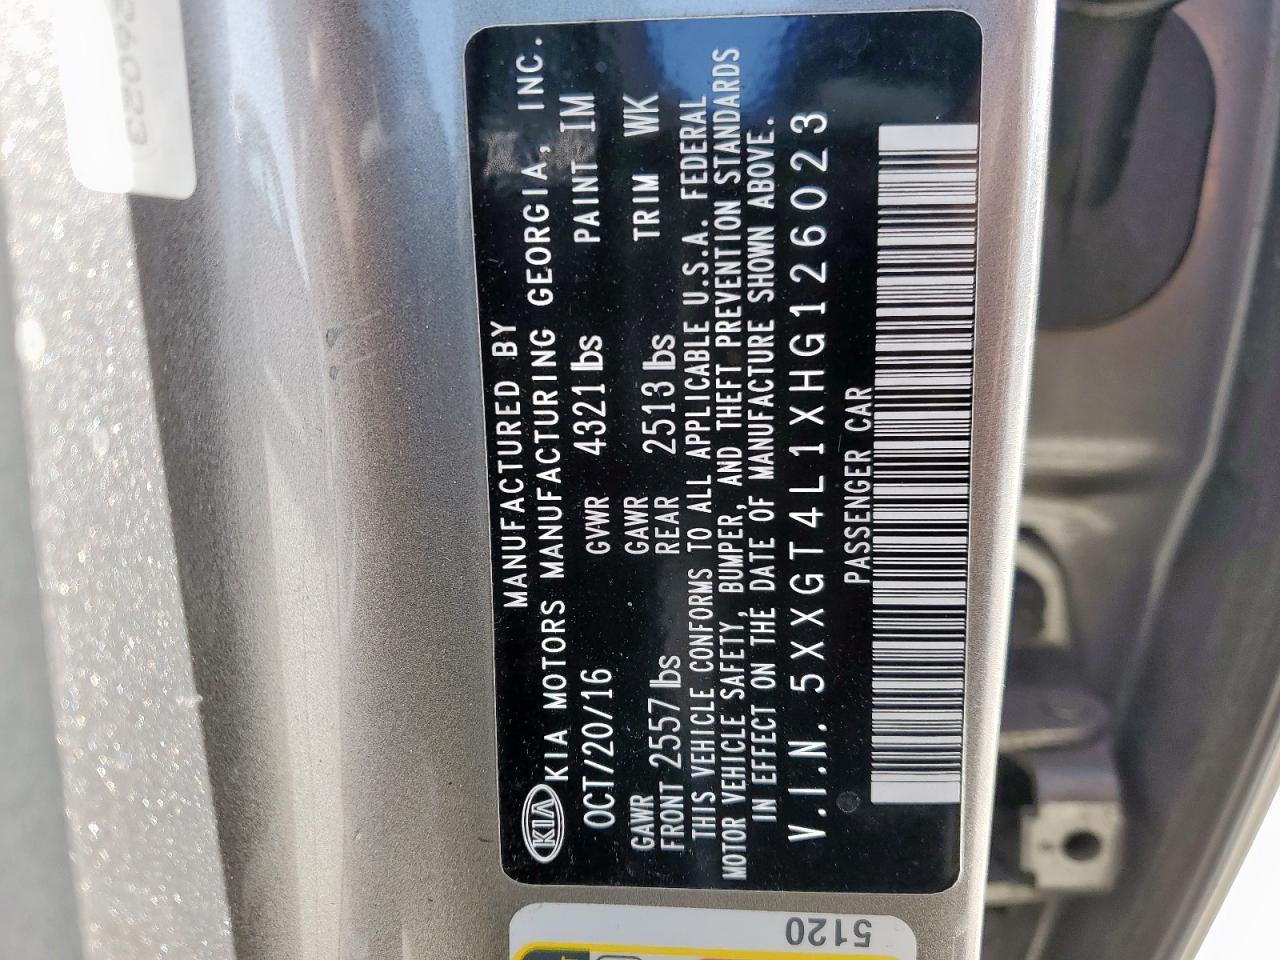 MANUFACTURED BY
KIA KIA MOTORS MANUFACTURING GEORGIA, INC.
OCT/20/16 GVWR 4321 lbs PAINT IM
GAWR GAWR
FRONT 2557 lbs REAR 2513 lbs TRIM WK
THIS VEHICLE CONFORMS TO ALL APPLICABLE U.S.A. FEDERAL
MOTOR VEHICLE SAFETY, BUMPER, AND THEFT PREVENTION STANDARDS
IN EFFECT ON THE DATE OF MANUFACTURE SHOWN ABOVE.
V.I.N. 5XXGT4L1XHG126023
PASSENGER CAR
5120